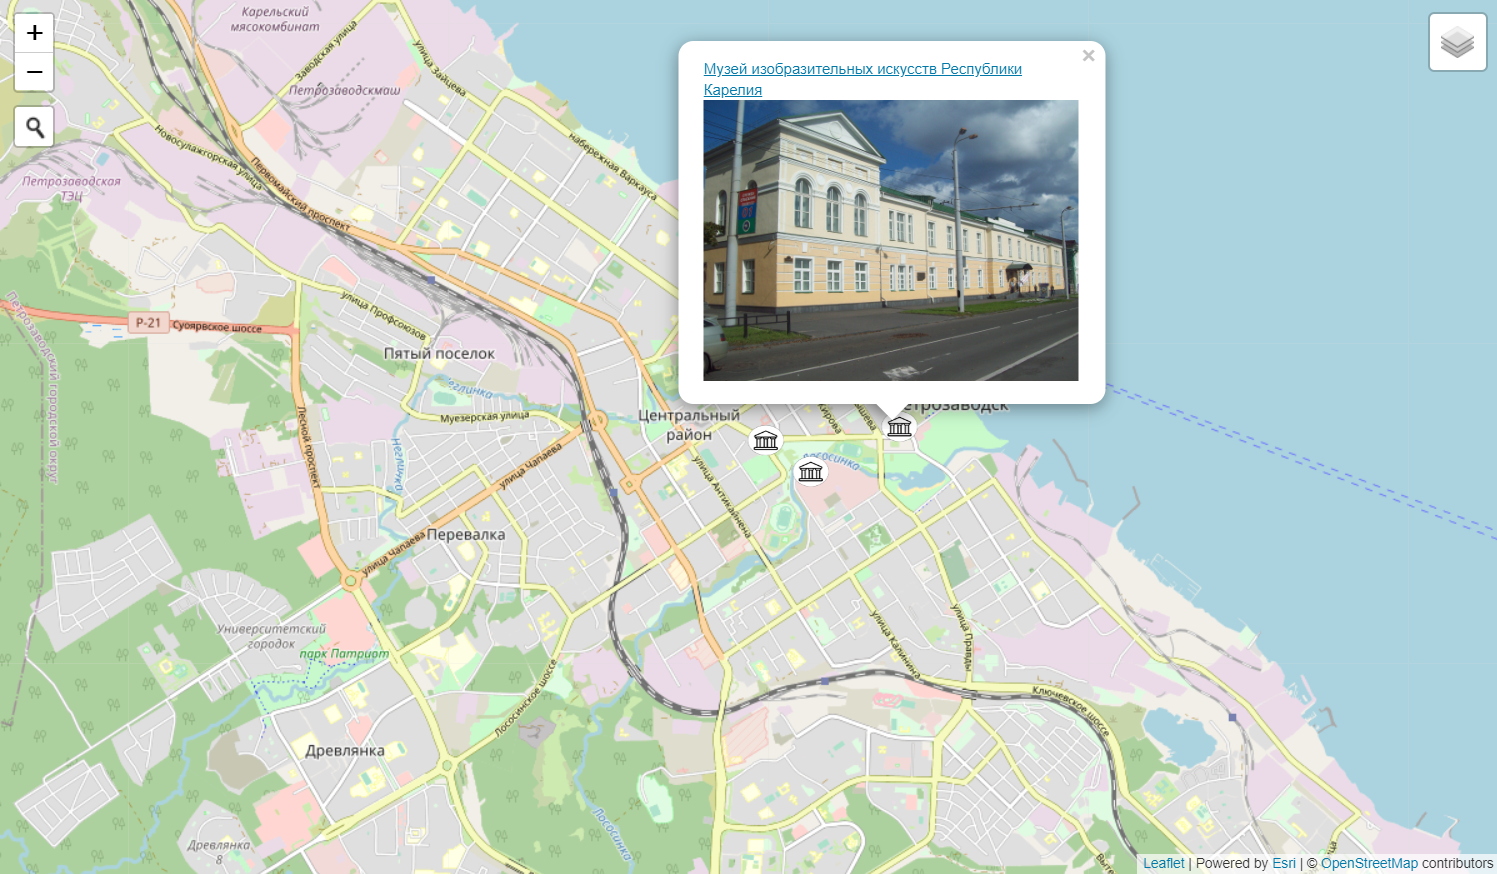 +
−
Карельский
мясокомбинат
Заводская улица
улица Зайцева
Петрозаводскмаш
Новосулажгорская улица
Первомайский проспект
набережная Варкауса
Петрозаводская
ТЭЦ
Музей изобразительных искусств Республики
Карелия
×
Петрозаводский городской округ
Р-21
Суоярвское шоссе
улица Профсоюзов
Пятый поселок
Неглинка
Муезерская улица
Лесной проспект
Неглинка
улица Чапаева
Центральный
район
Кирова
Петрозаводск
Лососинка
улица Антикайнена
улица Чапаева
Перевалка
Университетский
городок
парк Патриот
улица Калинина
улица Правды
Лососинское шоссе
Ключевское шоссе
Древлянка
Лососинка
Древлянка
8
Leaflet | Powered by Esri | © OpenStreetMap contributors